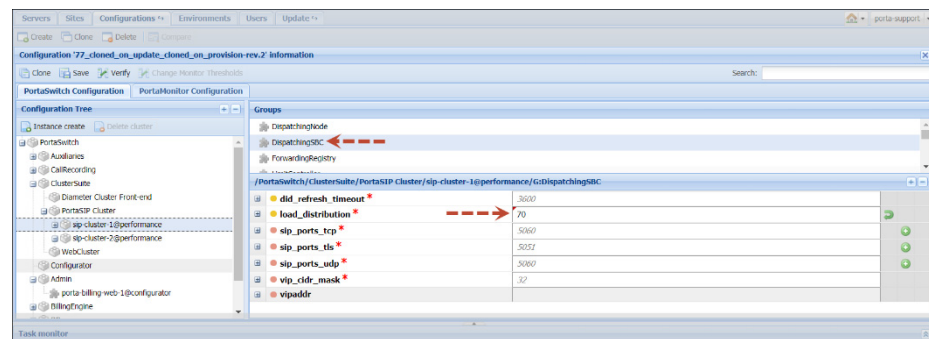 Servers Sites Configurations Environments Users Update porta-support
Create Clone Delete Compare
Configuration '77_cloned_on_update_cloned_on_provision-rev.2' information
Clone Save Verify Change Monitor Thresholds Search:
PortaSwitch Configuration PortaMonitor Configuration
Configuration Tree
Groups
Instance create Delete cluster
DispatchingNode
PortaSwitch
DispatchingSBC
Auxiliaries
ForwardingRegistry
CallRecording
ClusterSuite
/PortaSwitch/ClusterSuite/PortaSIP Cluster/sip-cluster-1@performance/G:DispatchingSBC
Diameter Cluster Front-end
did_refresh_timeout * 3600
PortaSIP Cluster
load_distribution * 70
sip-cluster-1@performance
sip_ports_tcp * 5060
sip-cluster-2@performance
sip_ports_tls * 5051
WebCluster
sip_ports_udp * 5060
Configurator
vip_cidr_mask * 32
Admin
porta-billing-web-1@configurator
vipaddr
BillingEngine
Task monitor